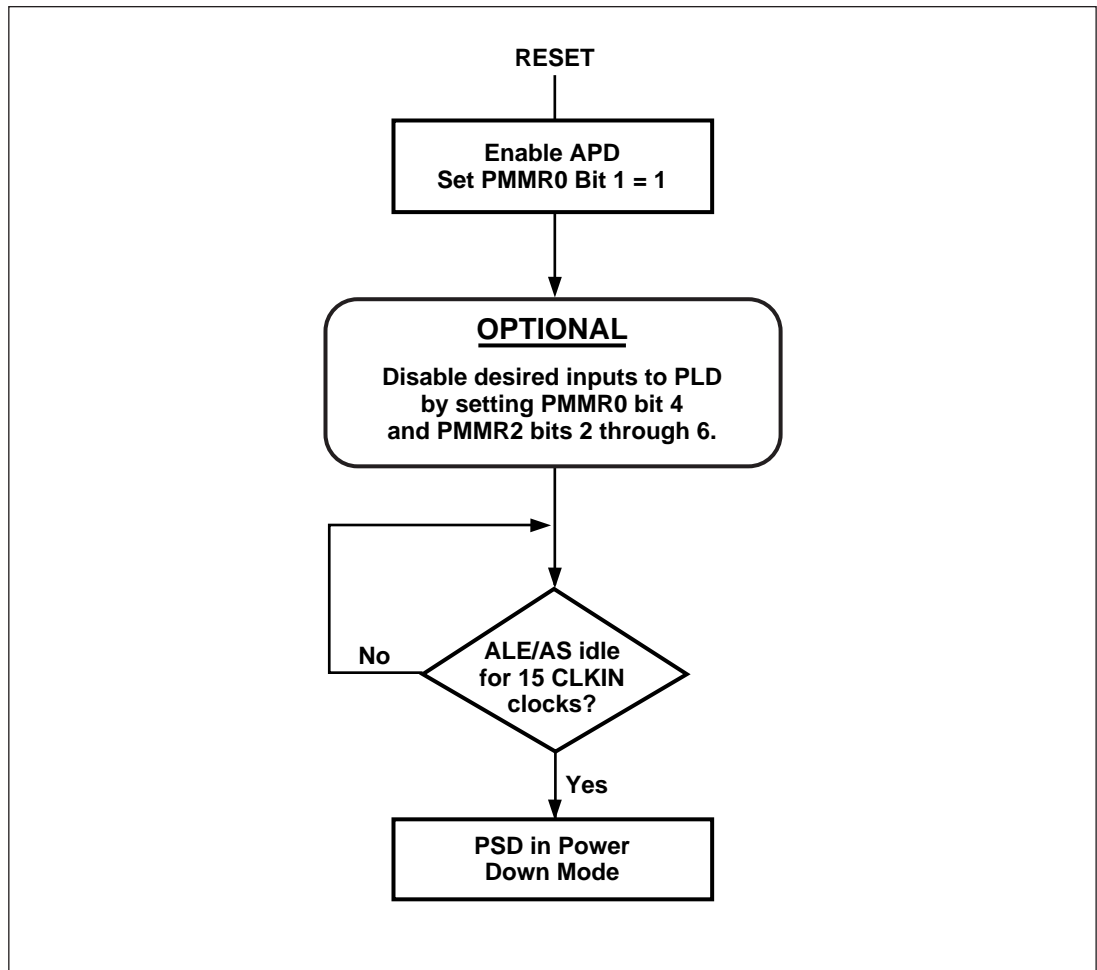 RESET
Enable APD
Set PMMR0 Bit 1 = 1
OPTIONAL
Disable desired inputs to PLD
by setting PMMR0 bit 4
and PMMR2 bits 2 through 6.
No
ALE/AS idle
for 15 CLKIN
clocks?
Yes
PSD in Power
Down Mode